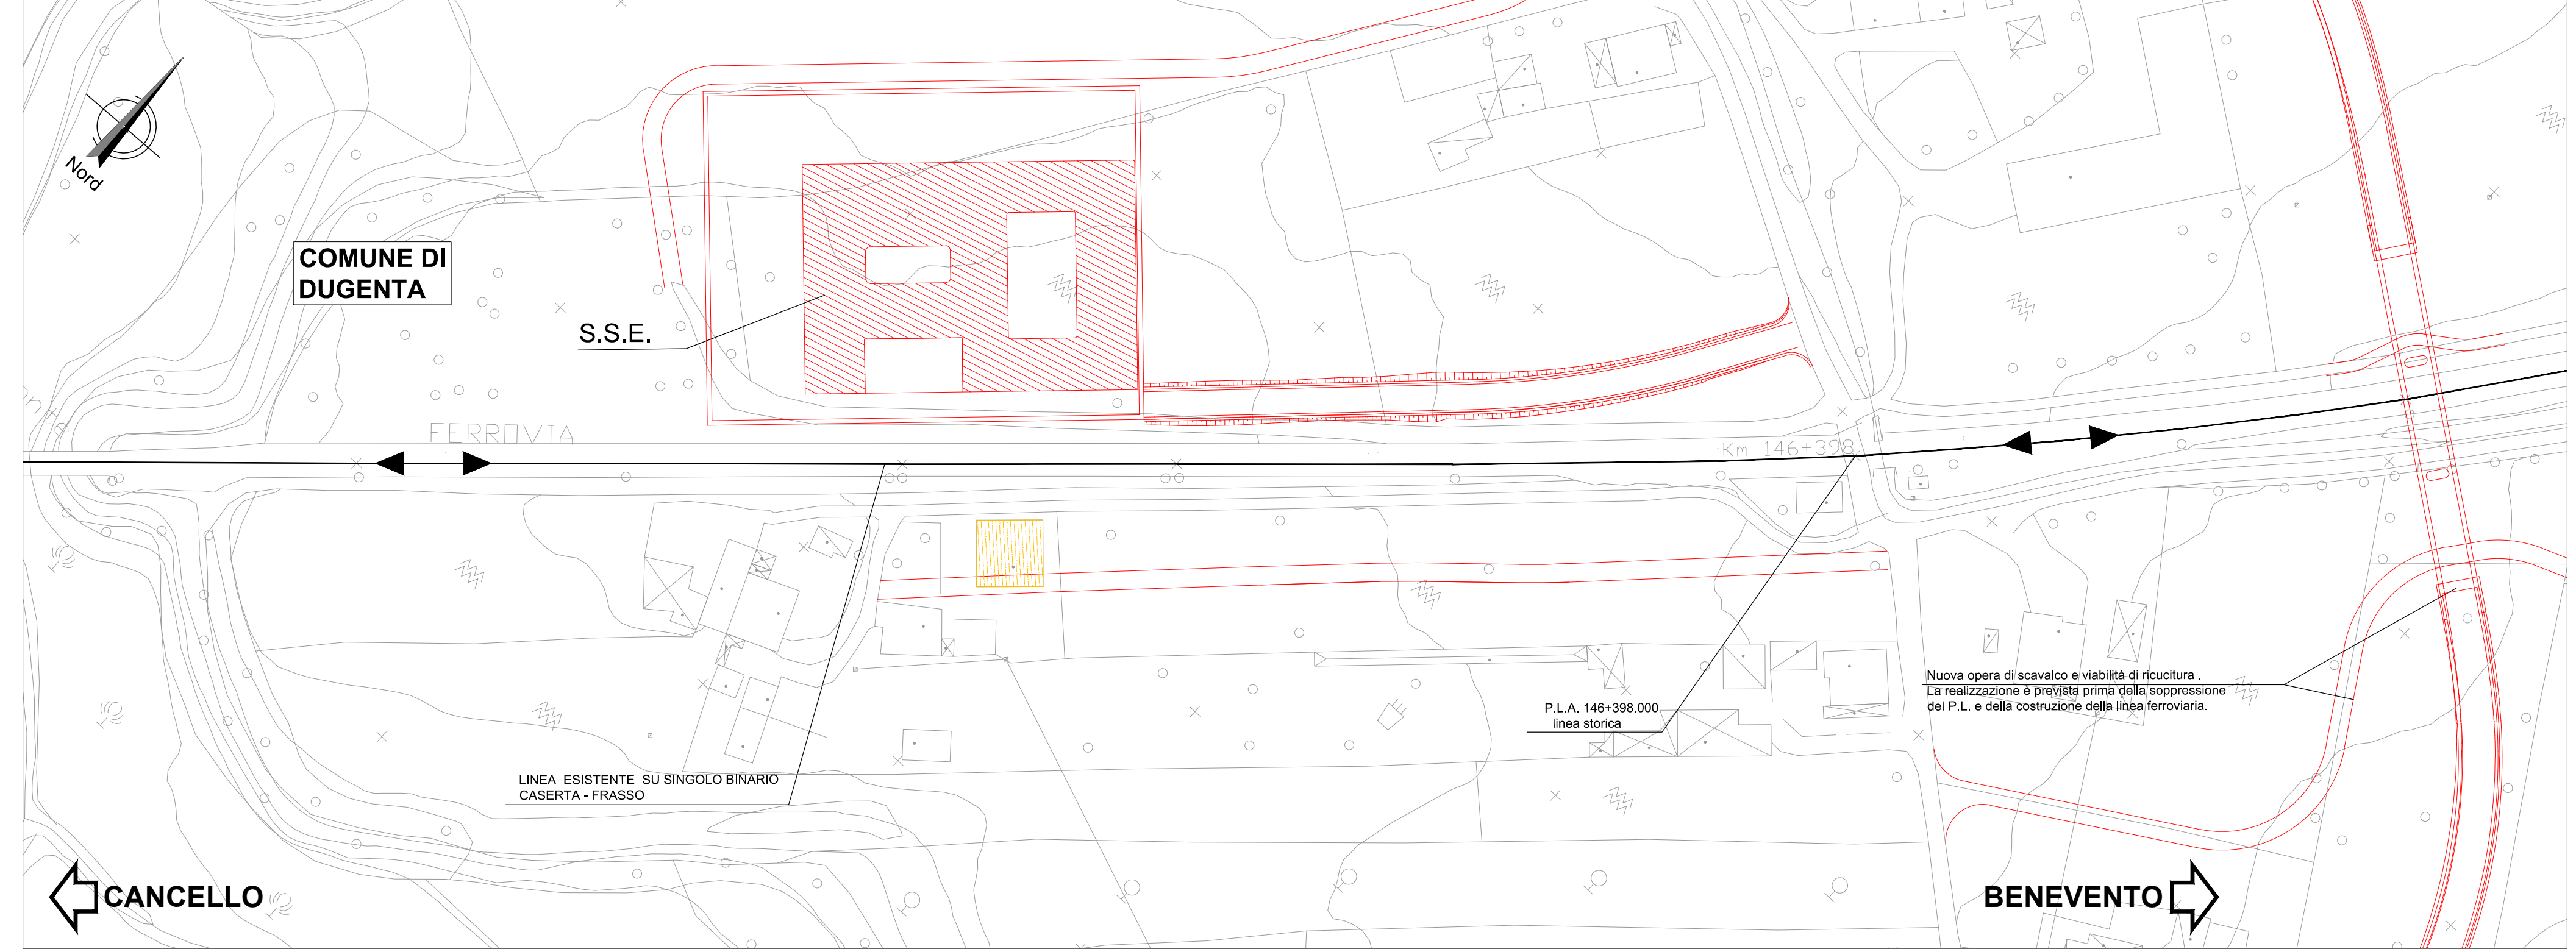 Nord
COMUNE DI
DUGENTA
S.S.E.
FERROVIA
Km 146+398
P.L.A. 146+398,000
linea storica
Nuova opera di scavalco e viabilità di ricucitura .
La realizzazione è prevista prima della soppressione
del P.L. e della costruzione della linea ferroviaria.
LINEA ESISTENTE SU SINGOLO BINARIO
CASERTA - FRASSO
CANCELLO
BENEVENTO